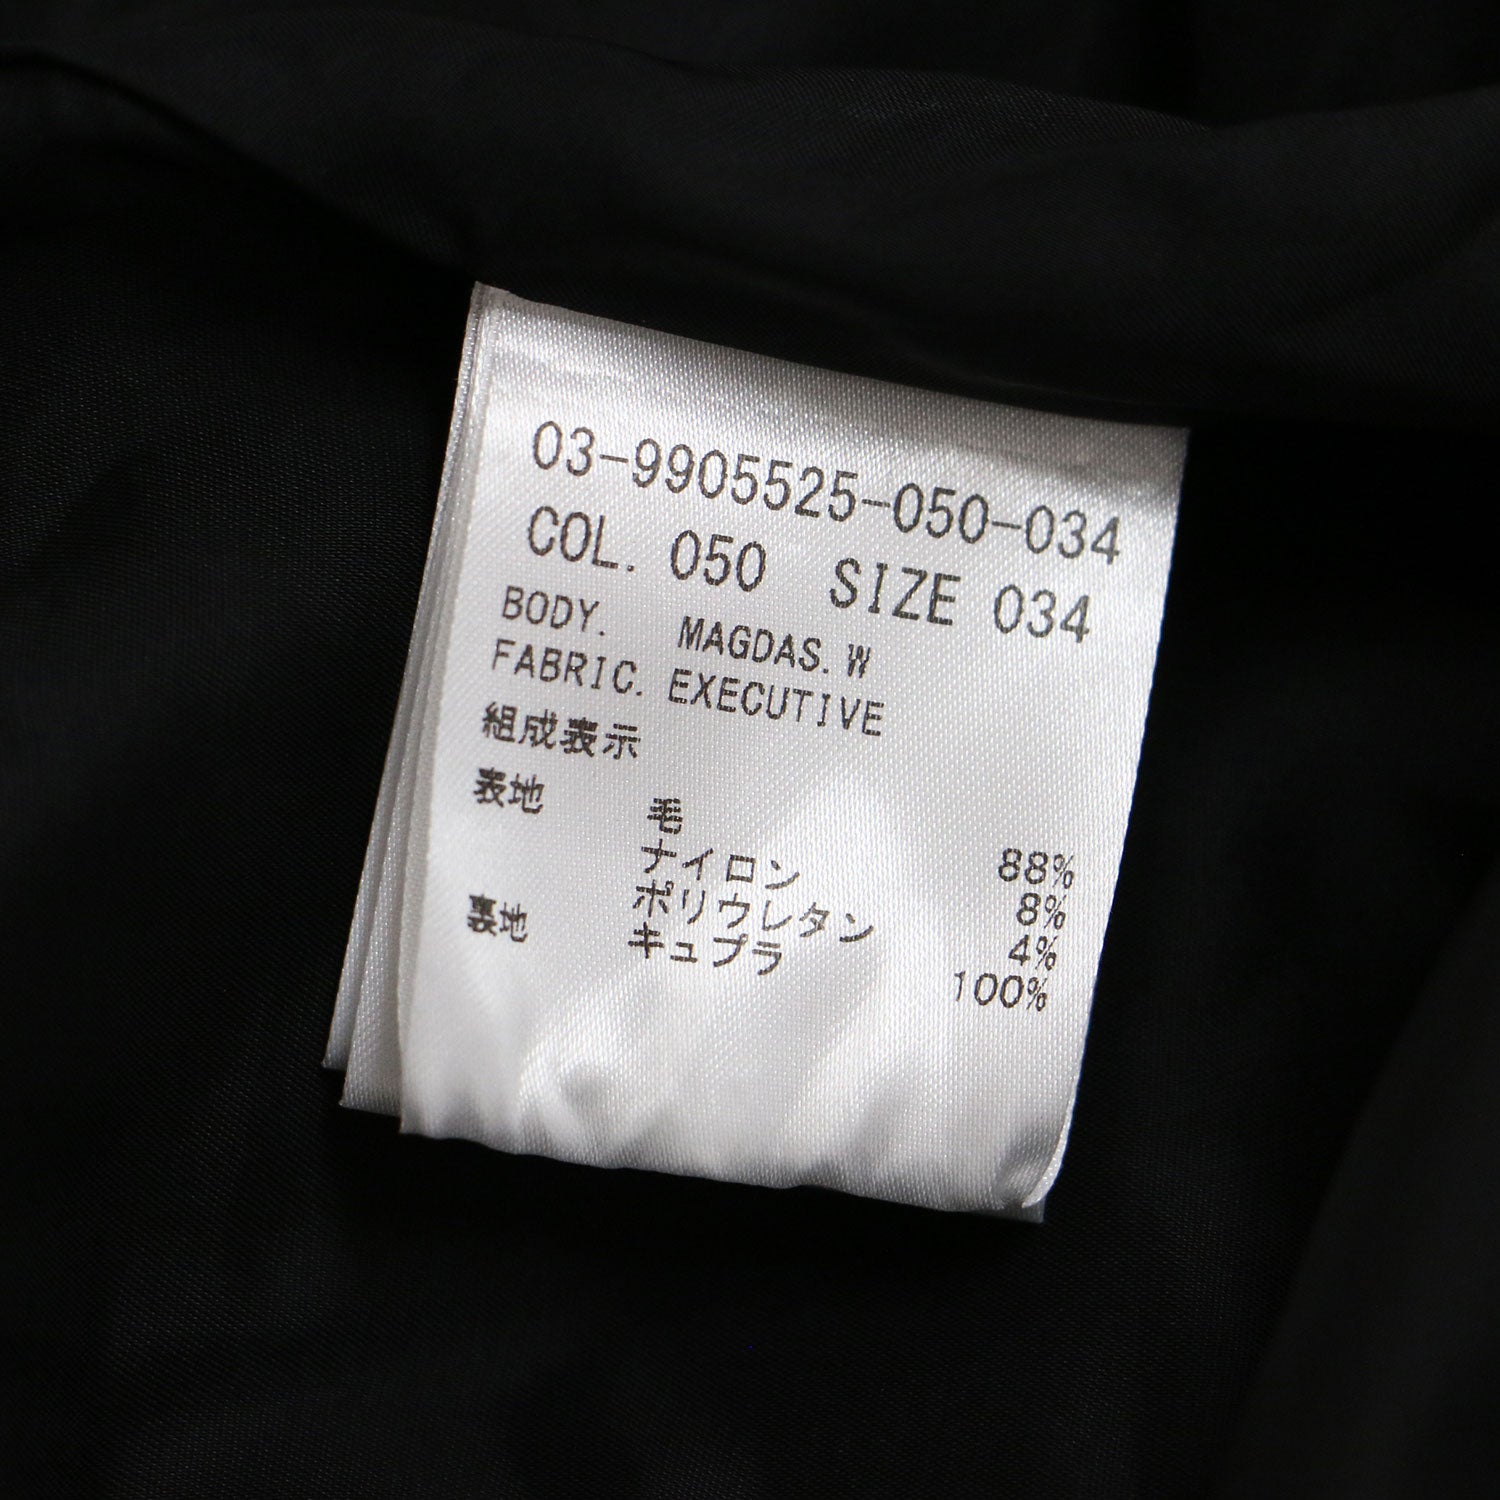 03-9905525-050-034
COL. 050 SIZE 034
BODY. MAGDAS.W
FABRIC. EXECUTIVE
組成表示
表地 毛 88%
ナイロン 8%
ポリウレタン 4%
裏地 キュプラ 100%